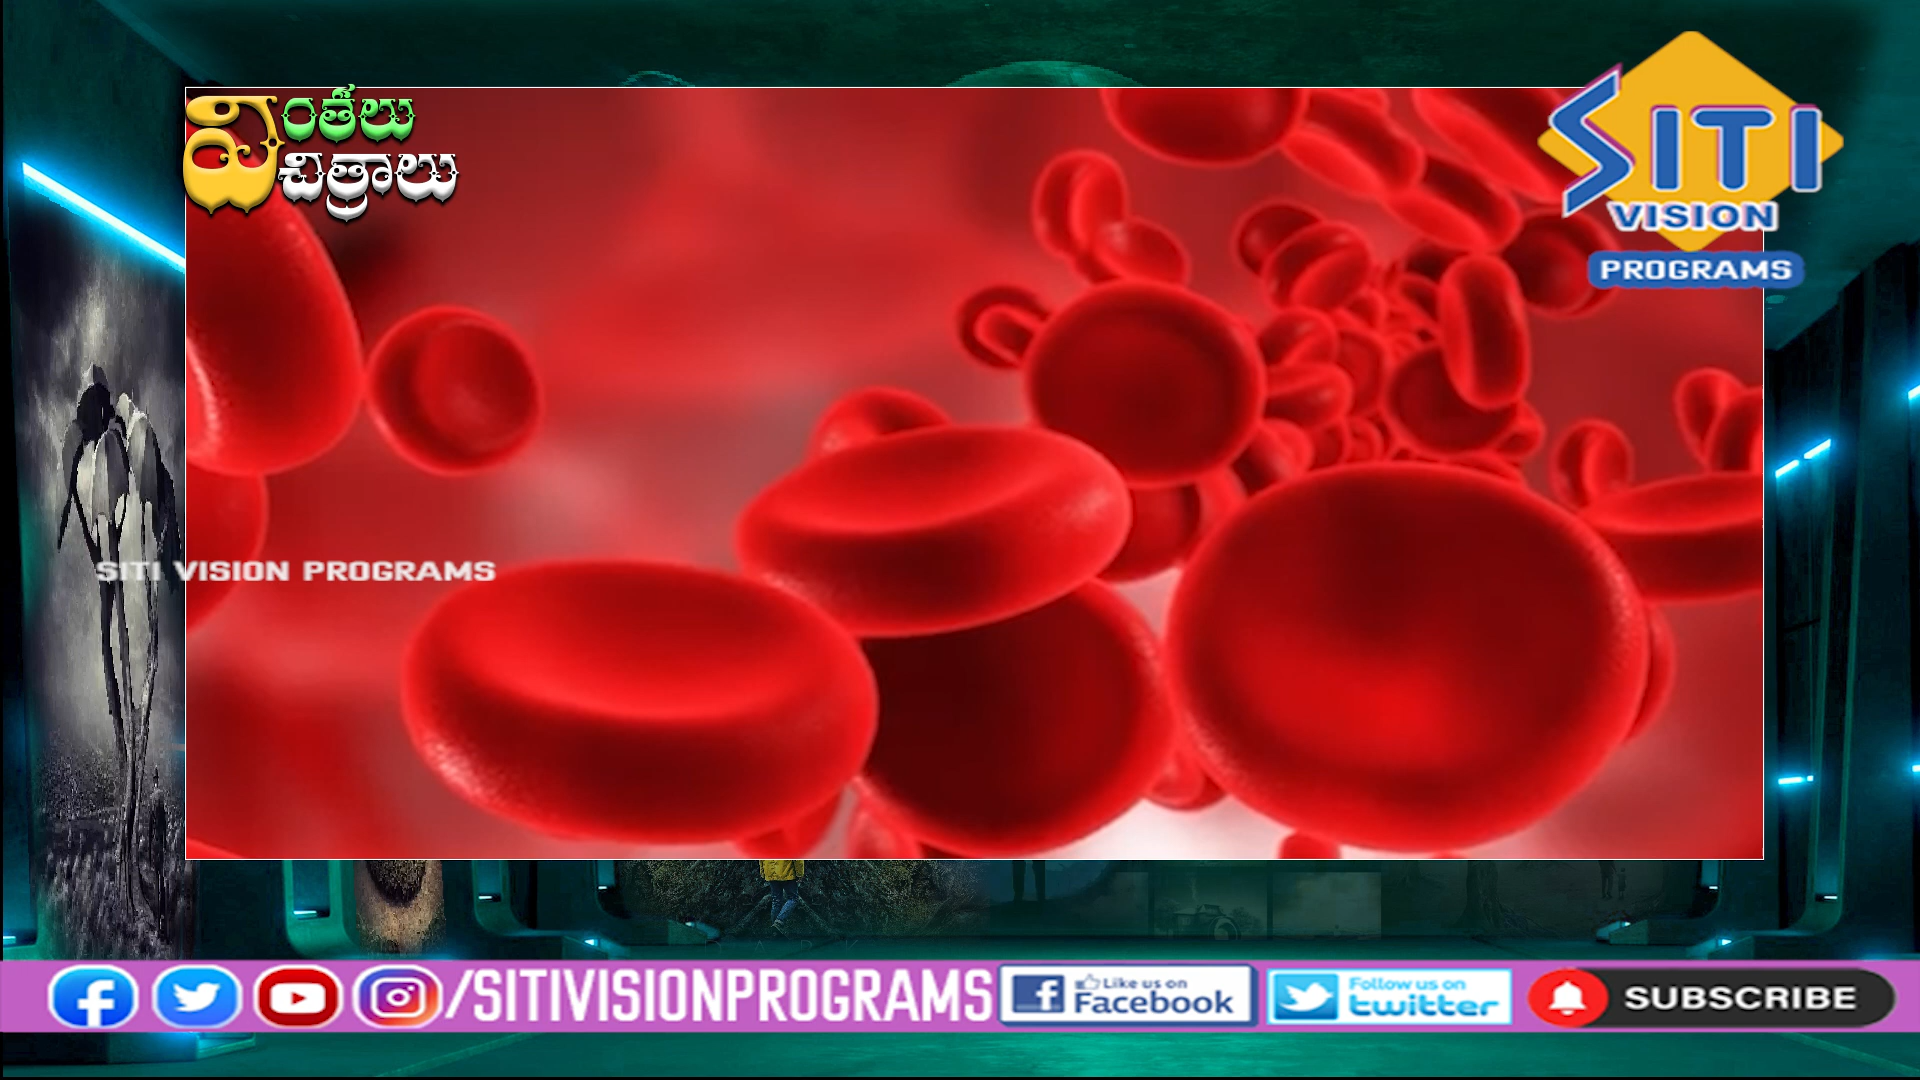 వింతలు
విచిత్రాలు
SITI
VISION
PROGRAMS
SITI VISION PROGRAMS
/SITIVISIONPROGRAMS
Like us on
Facebook
Follow us on
twitter
SUBSCRIBE